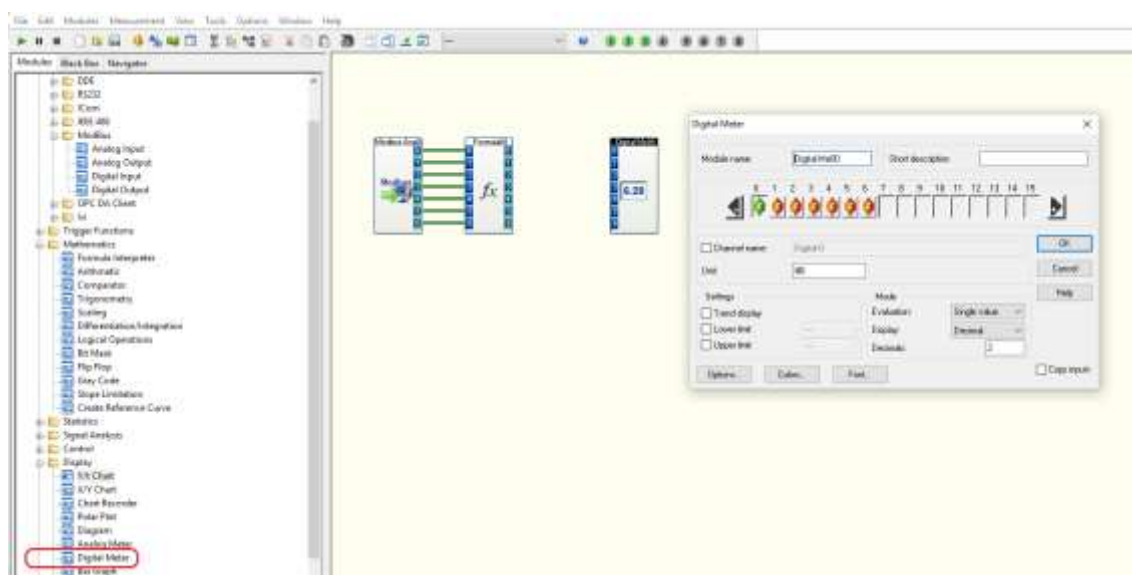 File Edit Modules Measurement View Tools Options Window Help
Modules Black Box Navigator
DDE
RS232
ICom
IEEE 488
ModBus
Analog Input
Analog Output
Digital Input
Digital Output
OPC DA Client
Trigger Functions
Mathematics
Formula Interpreter
Arithmetic
Comparator
Trigonometric
Scaling
Differentiation/Integration
Logical Operations
Bit Mask
Flip Flop
Gray Code
Slope Limitation
Create Reference Curve
Statistics
Signal Analysis
Control
Display
Y/t Chart
X/Y Chart
Chart Recorder
Polar Plot
Diagram
Analog Meter
Digital Meter
Bar Graph
Modbus
fx
6.28
Digital Meter
Module name: Short description:
0 1 2 3 4 5 6 7 8 9 10 11 12 13 14 15
Channel name:
Unit
OK
Cancel
Help
Settings
Trend display
Lower limit
Upper limit
Mode
Evaluation: Single value
Display Decimal
Decimals: 2
Options... Colors... Font...
Copy inputs